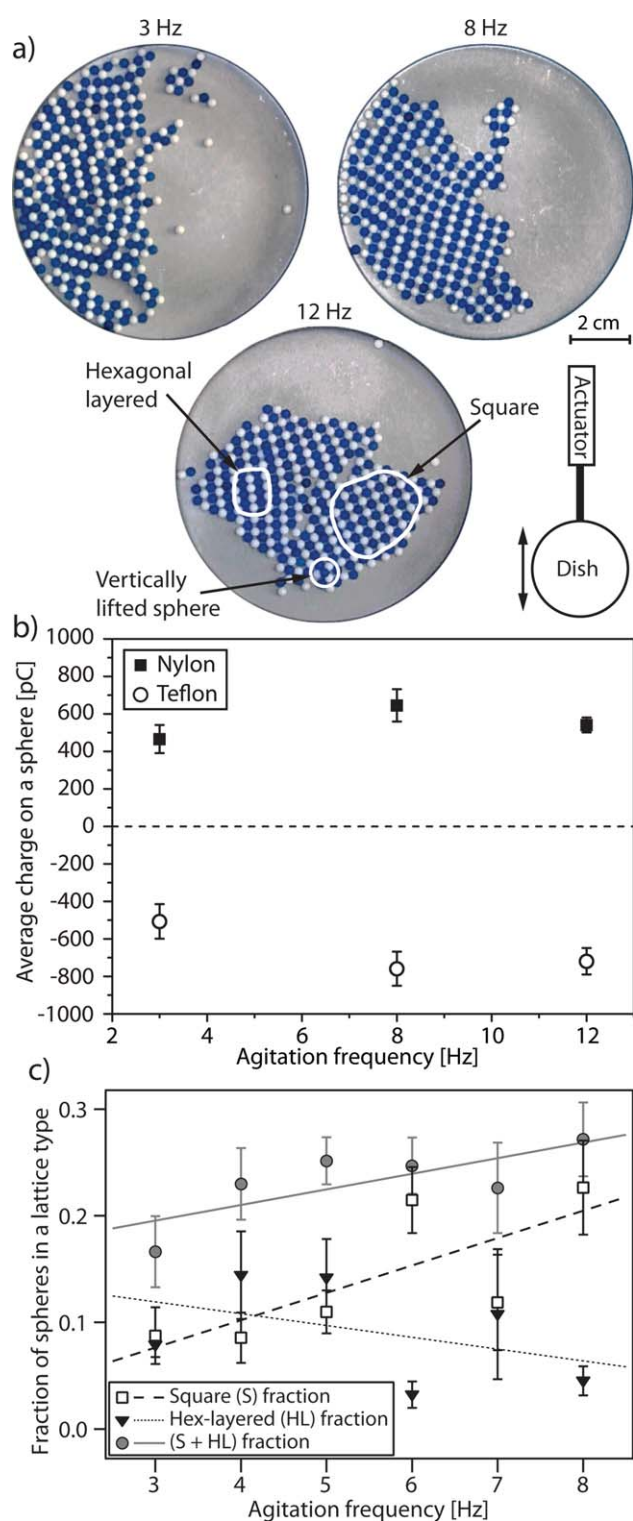 a)
3 Hz
8 Hz
12 Hz
2 cm
Hexagonal
layered
Square
Vertically
lifted sphere
Actuator
Dish
b)
Average charge on a sphere [pC]
1000
800
600
400
200
0
-200
-400
-600
-800
-1000
Nylon
Teflon
2
4
6
8
10
12
Agitation frequency [Hz]
c)
Fraction of spheres in a lattice type
0.3
0.2
0.1
0.0
Square (S) fraction
Hex-layered (HL) fraction
(S + HL) fraction
3
4
5
6
7
8
Agitation frequency [Hz]